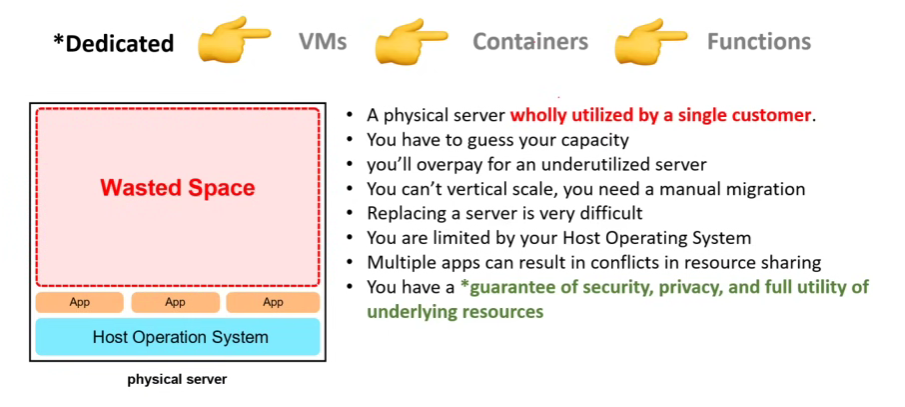 *Dedicated VMs Containers Functions
Wasted Space
App App App
Host Operation System
physical server
• A physical server wholly utilized by a single customer.
• You have to guess your capacity
• you’ll overpay for an underutilized server
• You can’t vertical scale, you need a manual migration
• Replacing a server is very difficult
• You are limited by your Host Operating System
• Multiple apps can result in conflicts in resource sharing
• You have a *guarantee of security, privacy, and full utility of
underlying resources